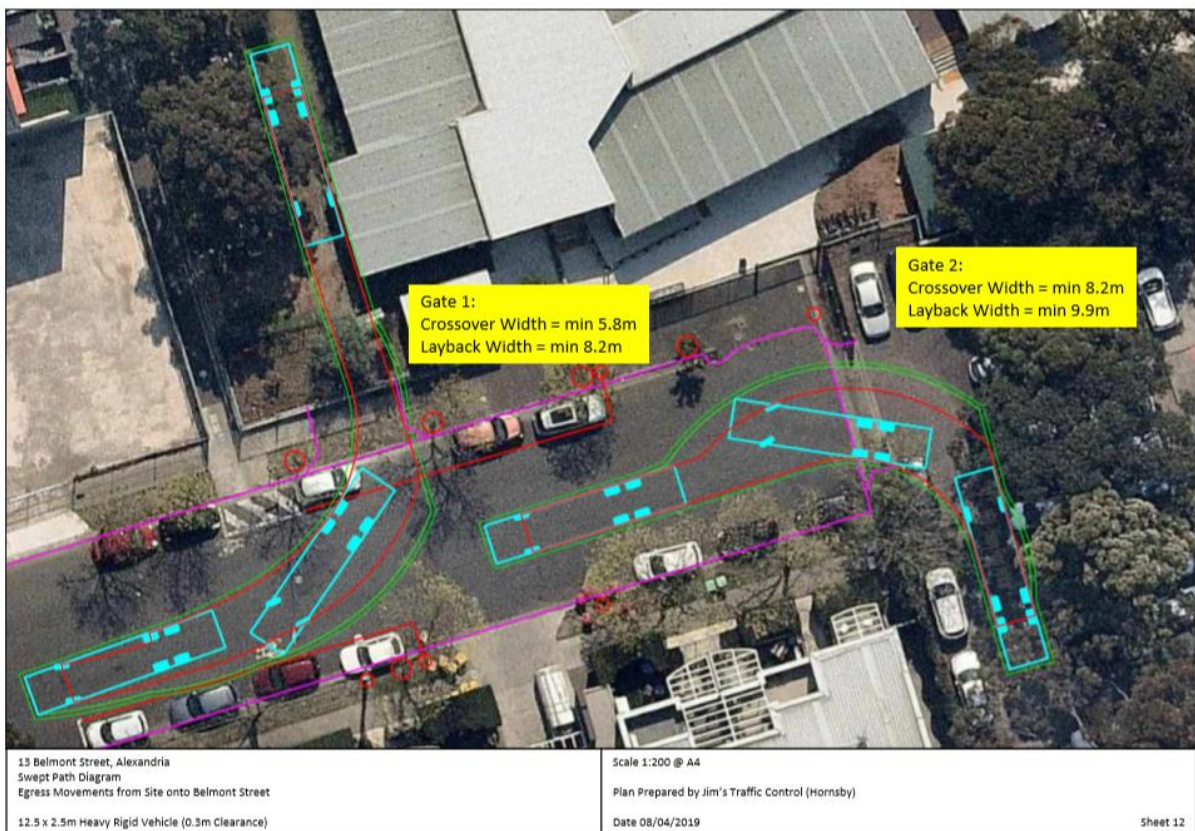 Gate 1:
Crossover Width = min 5.8m
Layback Width = min 8.2m
Gate 2:
Crossover Width = min 8.2m
Layback Width = min 9.9m
13 Belmont Street, Alexandria
Swept Path Diagram
Egress Movements from Site onto Belmont Street
12.5 x 2.5m Heavy Rigid Vehicle (0.3m Clearance)
Scale 1:200 @ A4
Plan Prepared by Jim's Traffic Control (Hornsby)
Date 08/04/2019
Sheet 12